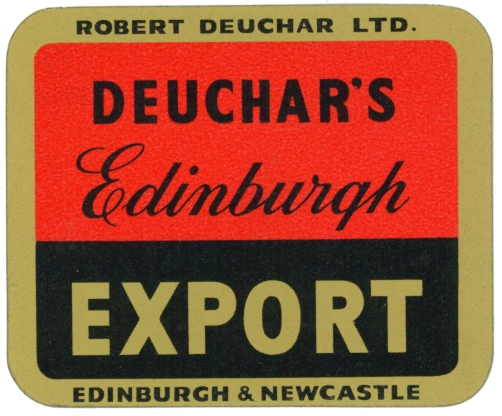 ROBERT DEUCHAR LTD.
DEUCHAR'S
Edinburgh
EXPORT
EDINBURGH & NEWCASTLE